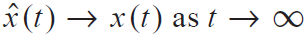 x̂(t) → x(t) as t → ∞